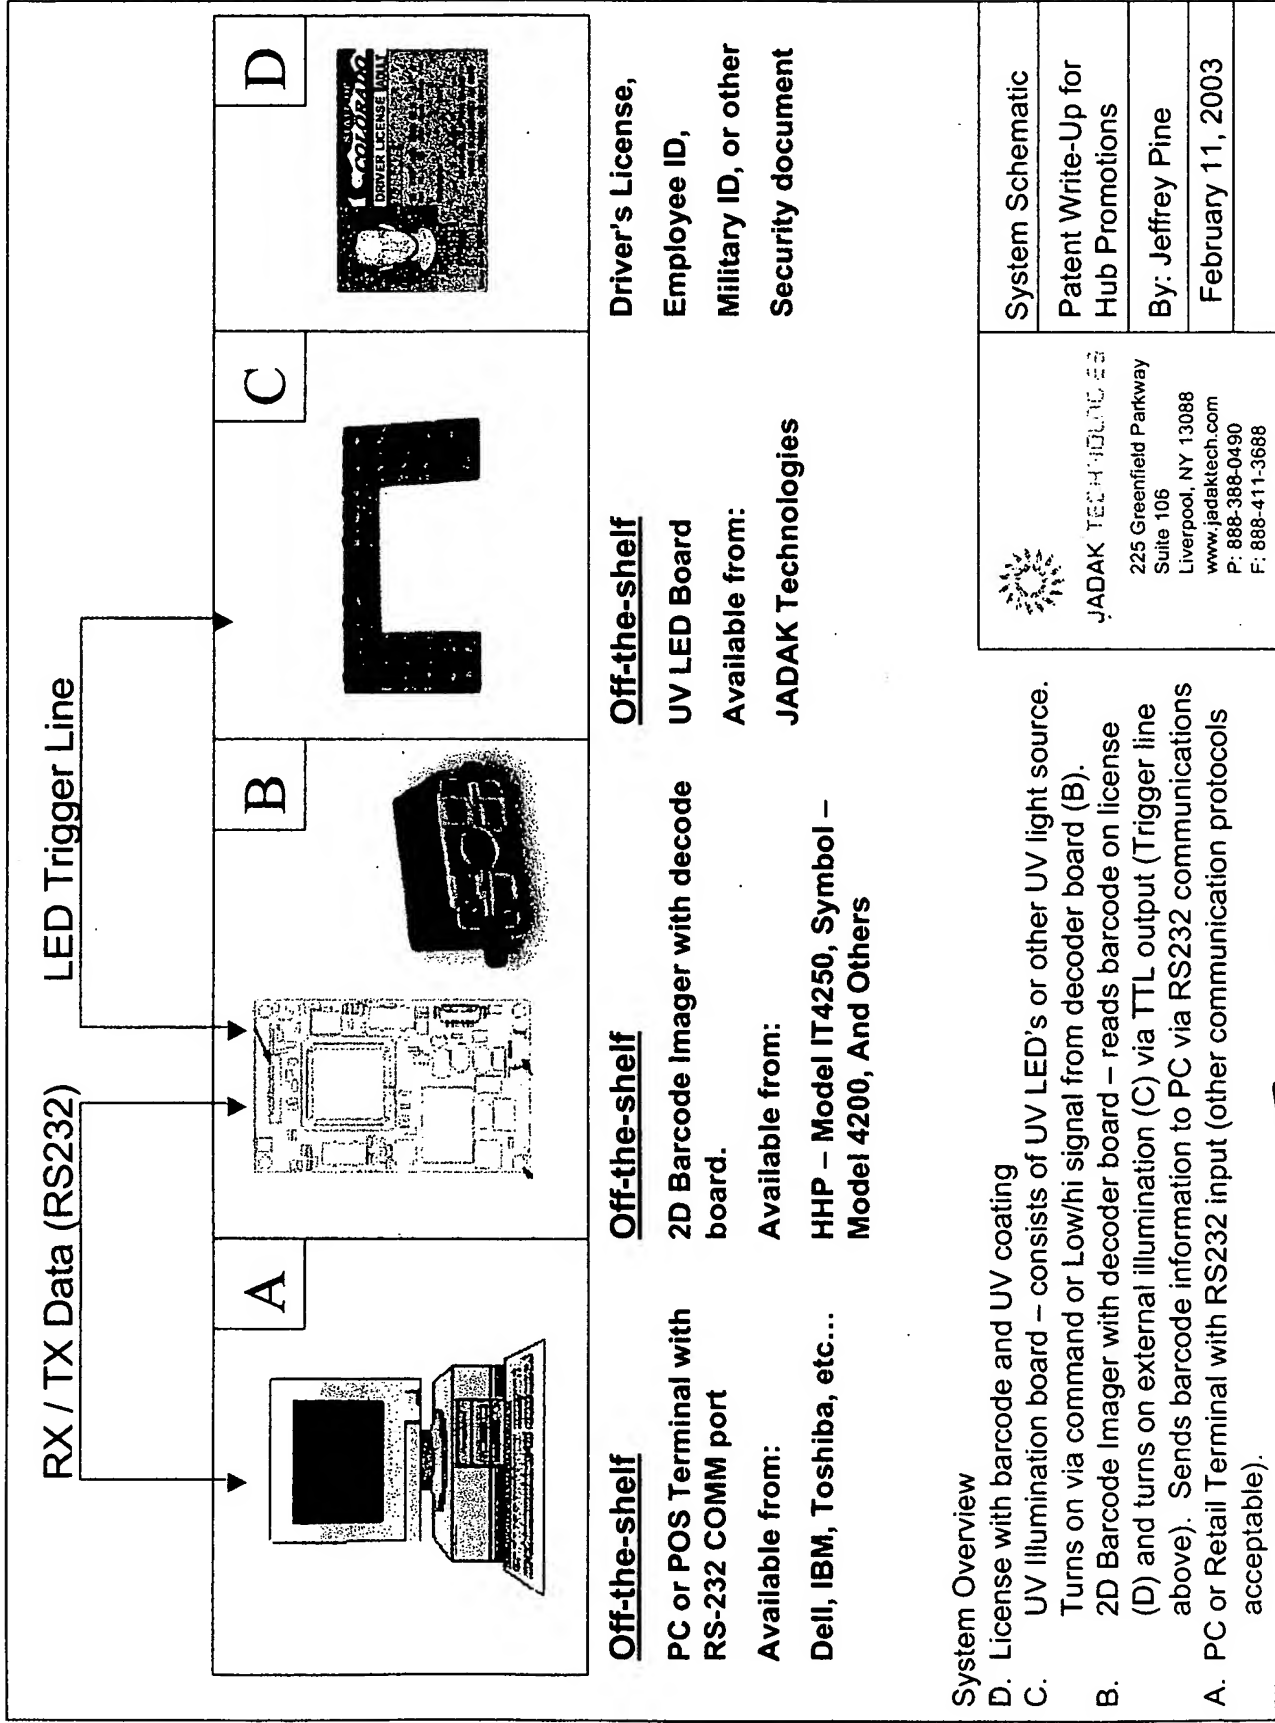 RX / TX Data (RS232)
LED Trigger Line
A
B
C
D
COLORADO
DRIVER LICENSE ADULT
Off-the-shelf
PC or POS Terminal with
RS-232 COMM port
Available from:
Dell, IBM, Toshiba, etc...
Off-the-shelf
2D Barcode Imager with decode
board.
Available from:
HHP – Model IT4250, Symbol –
Model 4200, And Others
Off-the-shelf
UV LED Board
Available from:
JADAK Technologies
Driver's License,
Employee ID,
Military ID, or other
Security document
System Overview
D. License with barcode and UV coating
C. UV Illumination board – consists of UV LED's or other UV light source.
Turns on via command or Low/hi signal from decoder board (B).
B. 2D Barcode Imager with decoder board – reads barcode on license
(D) and turns on external illumination (C) via TTL output (Trigger line
above). Sends barcode information to PC via RS232 communications
A. PC or Retail Terminal with RS232 input (other communication protocols
acceptable).
JADAK TECHNOLOGIES
225 Greenfield Parkway
Suite 106
Liverpool, NY 13088
www.jadaktech.com
P: 888-388-0490
F: 888-411-3688
System Schematic
Patent Write-Up for
Hub Promotions
By: Jeffrey Pine
February 11, 2003